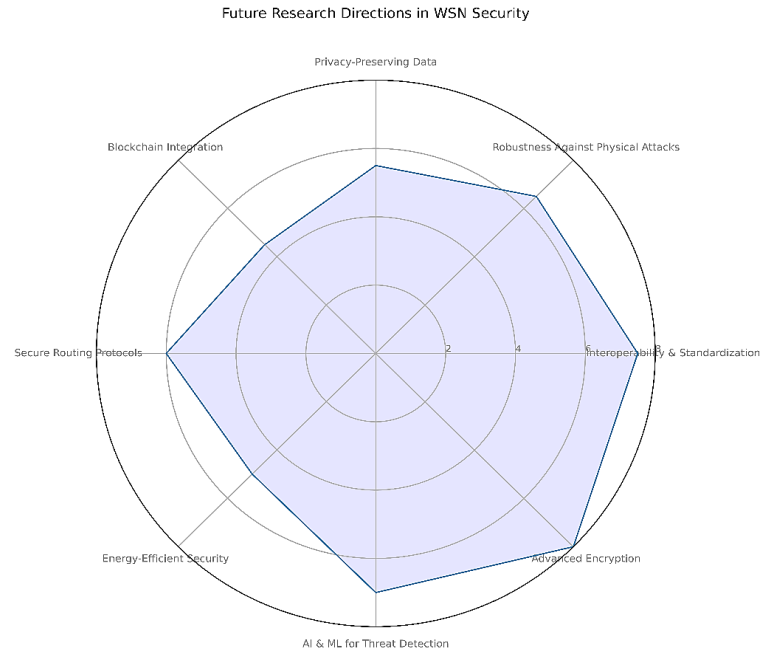 Future Research Directions in WSN Security
Privacy-Preserving Data
Blockchain Integration
Robustness Against Physical Attacks
Secure Routing Protocols
2
4
6
8
Interoperability & Standardization
Energy-Efficient Security
Advanced Encryption
AI & ML for Threat Detection